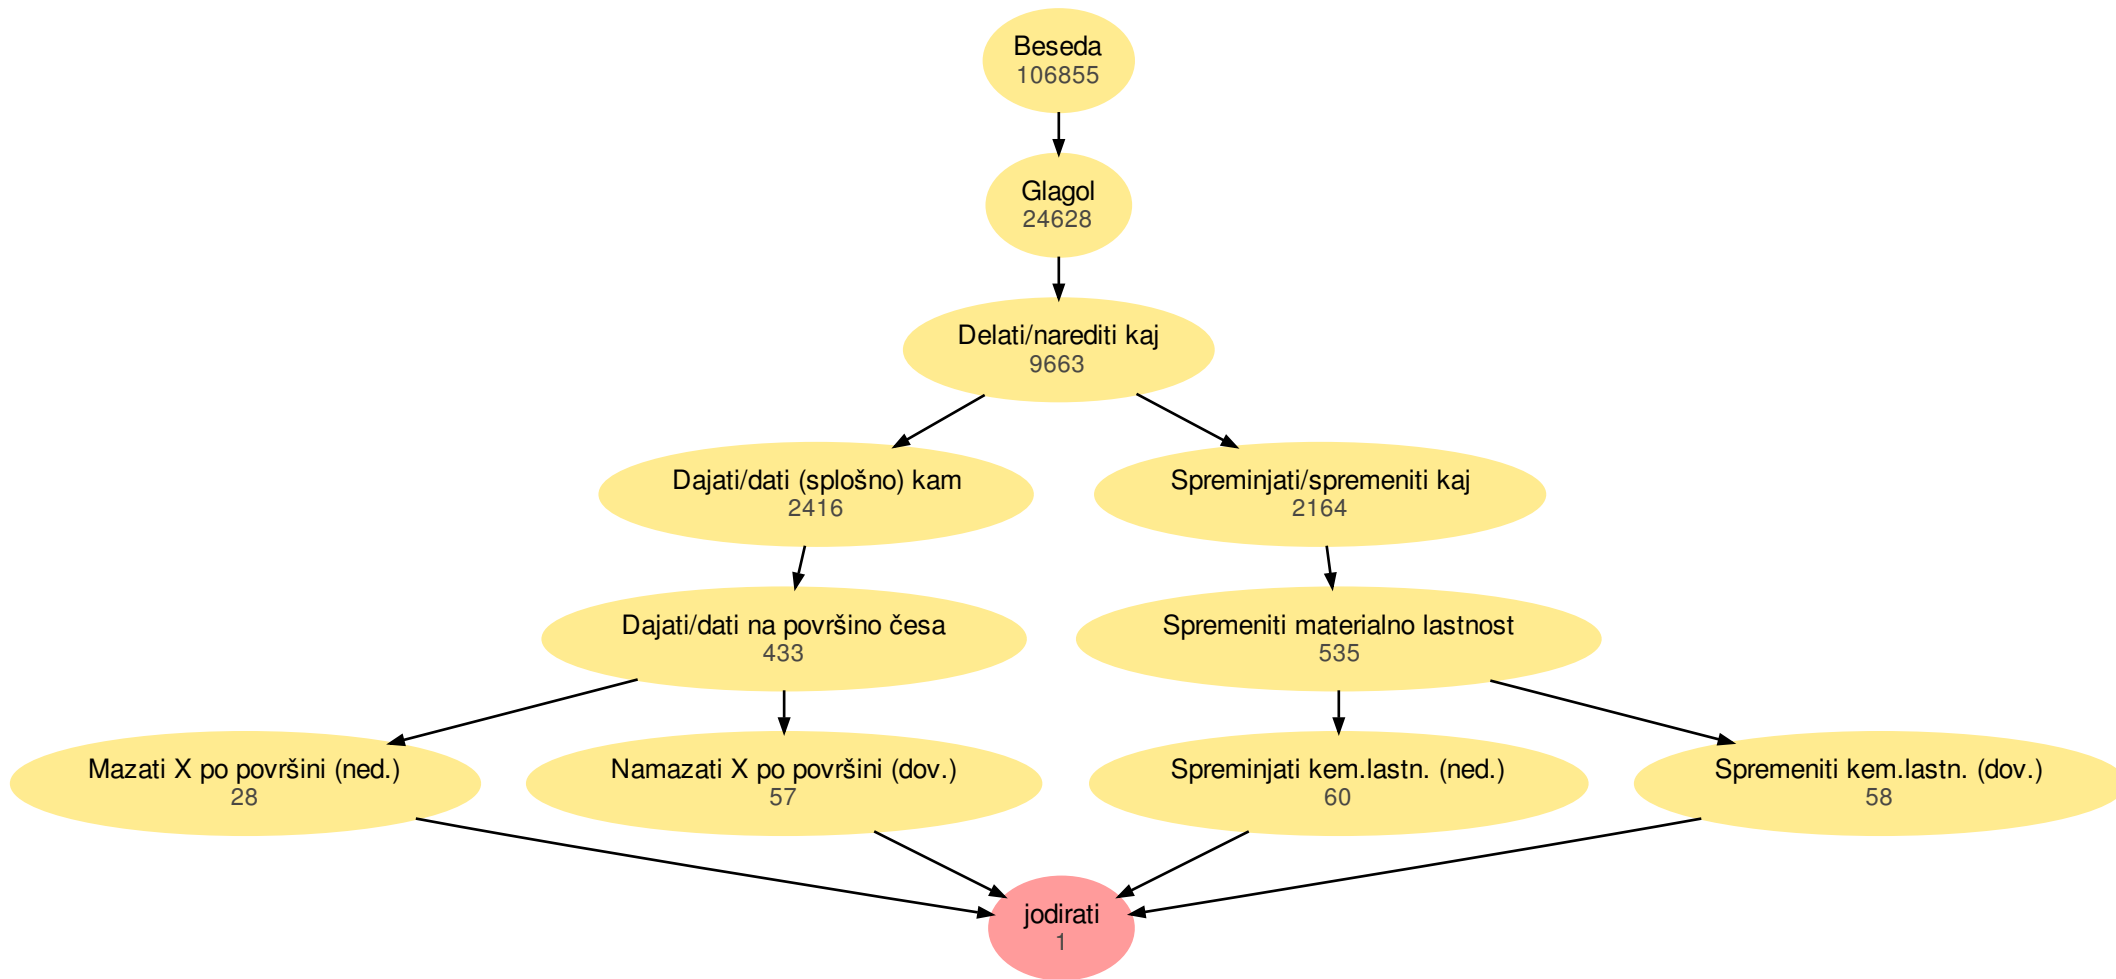 Beseda
106855
Glagol
24628
Delati/narediti kaj
9663
Dajati/dati (splošno) kam
2416
Spreminjati/spremeniti kaj
2164
Dajati/dati na površino česa
433
Spremeniti materialno lastnost
535
Mazati X po površini (ned.)
28
Namazati X po površini (dov.)
57
Spreminjati kem.lastn. (ned.)
60
Spremeniti kem.lastn. (dov.)
58
jodirati
1